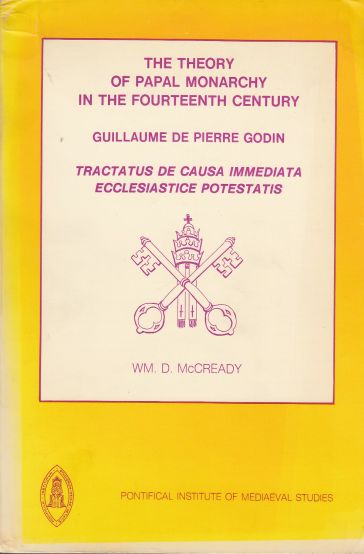 THE THEORY
OF PAPAL MONARCHY
IN THE FOURTEENTH CENTURY
GUILLAUME DE PIERRE GODIN
TRACTATUS DE CAUSA IMMEDIATA
ECCLESIASTICE POTESTATIS
WM. D. McCREADY
PONTIFICAL INSTITUTE OF MEDIAEVAL STUDIES